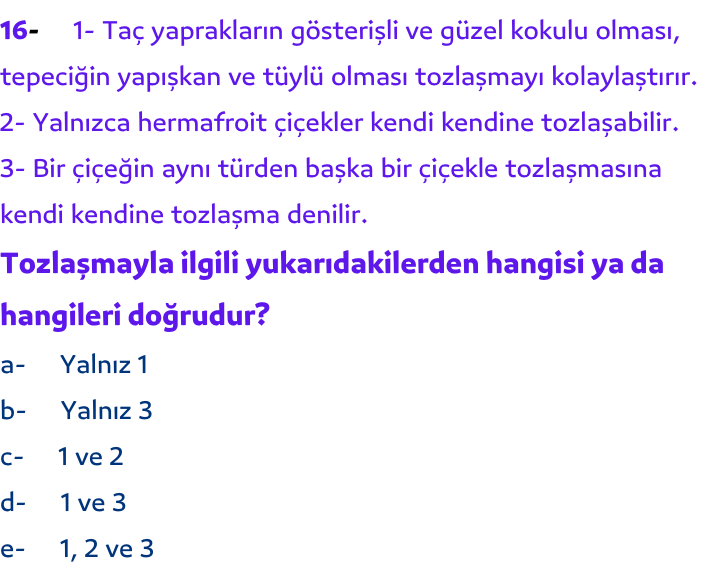 16- 1- Taç yaprakların gösterişli ve güzel kokulu olması,
tepeciğin yapışkan ve tüylü olması tozlaşmayı kolaylaştırır.
2- Yalnızca hermafroit çiçekler kendi kendine tozlaşabilir.
3- Bir çiçeğin aynı türden başka bir çiçekle tozlaşmasına
kendi kendine tozlaşma denilir.
Tozlaşmayla ilgili yukarıdakilerden hangisi ya da
hangileri doğrudur?
a- Yalnız 1
b- Yalnız 3
c- 1 ve 2
d- 1 ve 3
e- 1, 2 ve 3